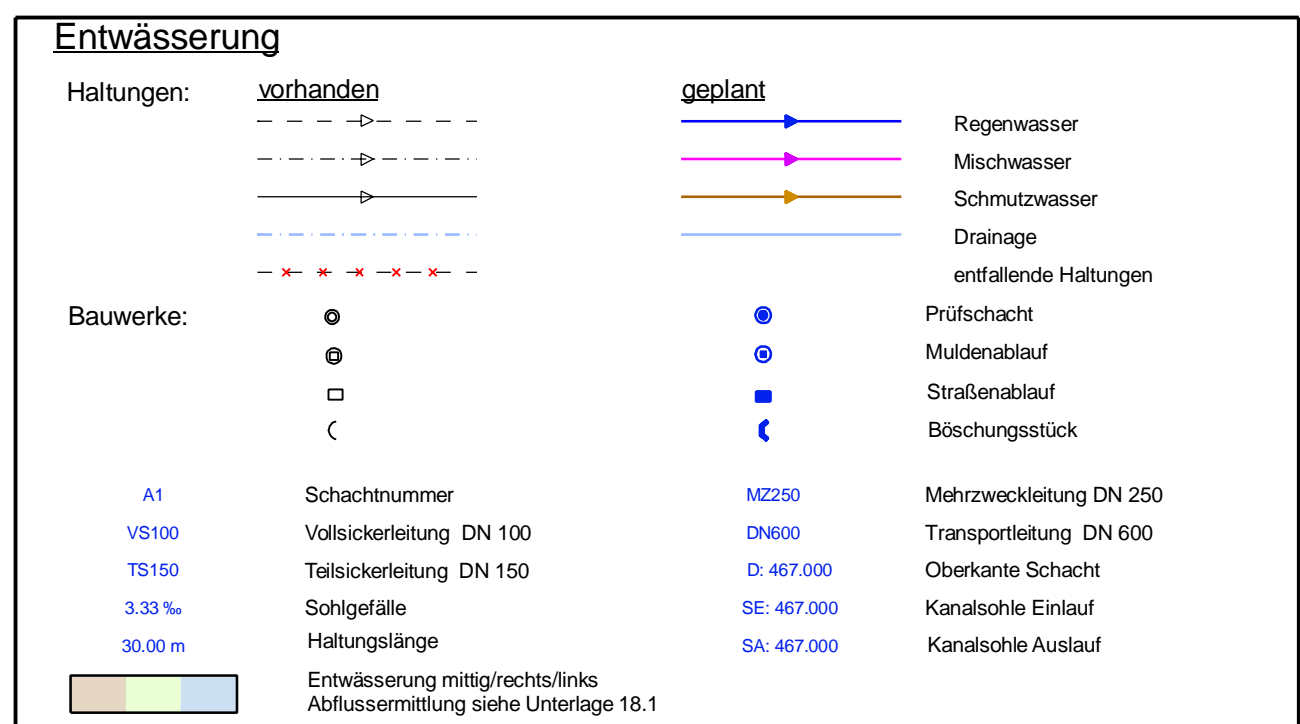 Entwässerung
Haltungen: vorhanden geplant
Regenwasser
Mischwasser
Schmutzwasser
Drainage
entfallende Haltungen
Bauwerke: Prüfschacht
Muldenablauf
Straßenablauf
Böschungsstück
A1 Schachtnummer MZ250 Mehrzweckleitung DN 250
VS100 Vollsickerleitung DN 100 DN600 Transportleitung DN 600
TS150 Teilsickerleitung DN 150 D: 467.000 Oberkante Schacht
3.33 ‰ Sohlgefälle SE: 467.000 Kanalsohle Einlauf
30.00 m Haltungslänge SA: 467.000 Kanalsohle Auslauf
Entwässerung mittig/rechts/links
Abflussermittlung siehe Unterlage 18.1